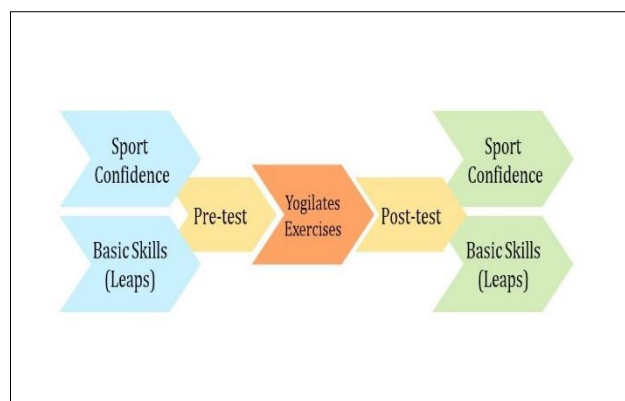 Sport
Confidence
Basic Skills
(Leaps)
Pre-test
Yogilates
Exercises
Post-test
Sport
Confidence
Basic Skills
(Leaps)